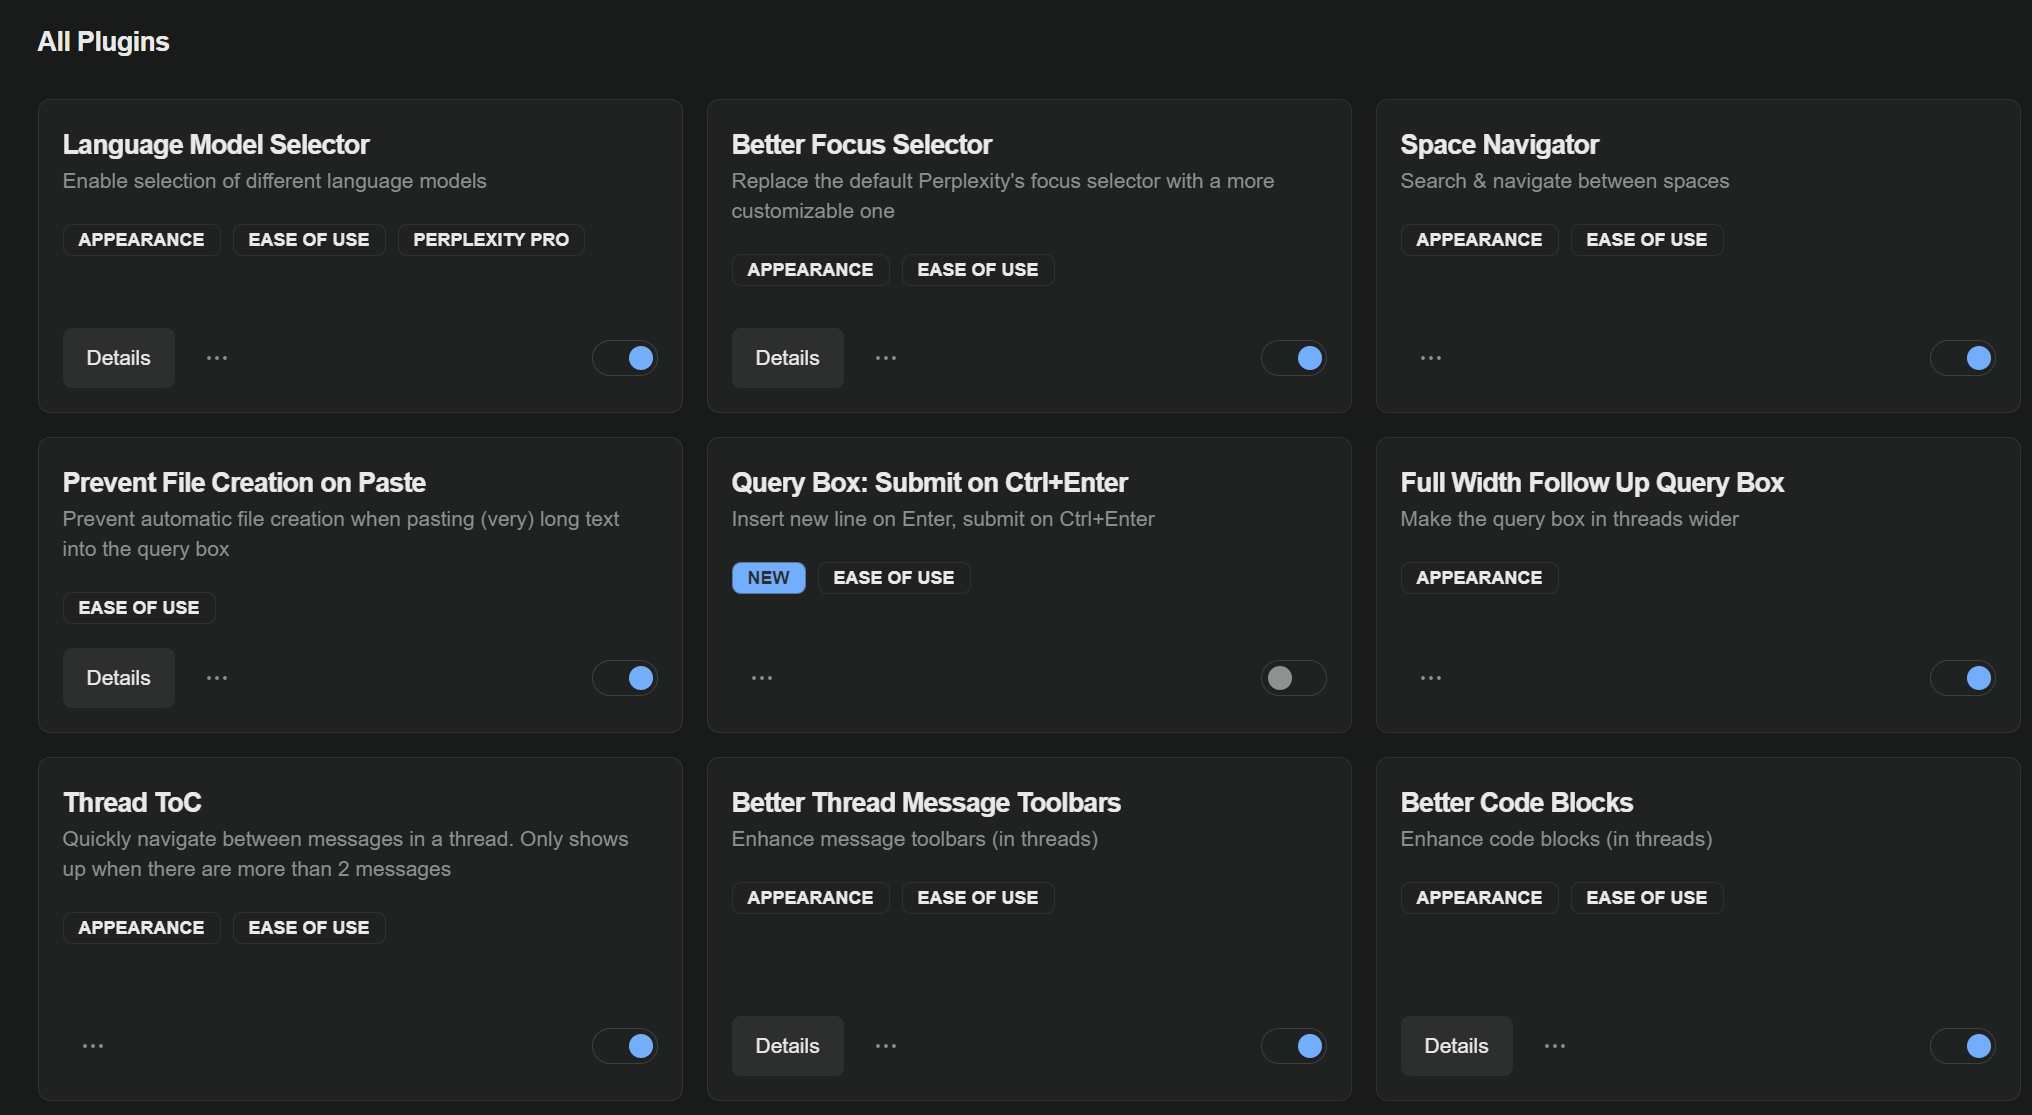 All Plugins
Language Model Selector
Enable selection of different language models
APPEARANCE EASE OF USE PERPLEXITY PRO
Details
Better Focus Selector
Replace the default Perplexity's focus selector with a more
customizable one
APPEARANCE EASE OF USE
Details
Space Navigator
Search & navigate between spaces
APPEARANCE EASE OF USE
Prevent File Creation on Paste
Prevent automatic file creation when pasting (very) long text
into the query box
EASE OF USE
Details
Query Box: Submit on Ctrl+Enter
Insert new line on Enter, submit on Ctrl+Enter
NEW EASE OF USE
Full Width Follow Up Query Box
Make the query box in threads wider
APPEARANCE
Thread ToC
Quickly navigate between messages in a thread. Only shows
up when there are more than 2 messages
APPEARANCE EASE OF USE
Better Thread Message Toolbars
Enhance message toolbars (in threads)
APPEARANCE EASE OF USE
Details
Better Code Blocks
Enhance code blocks (in threads)
APPEARANCE EASE OF USE
Details